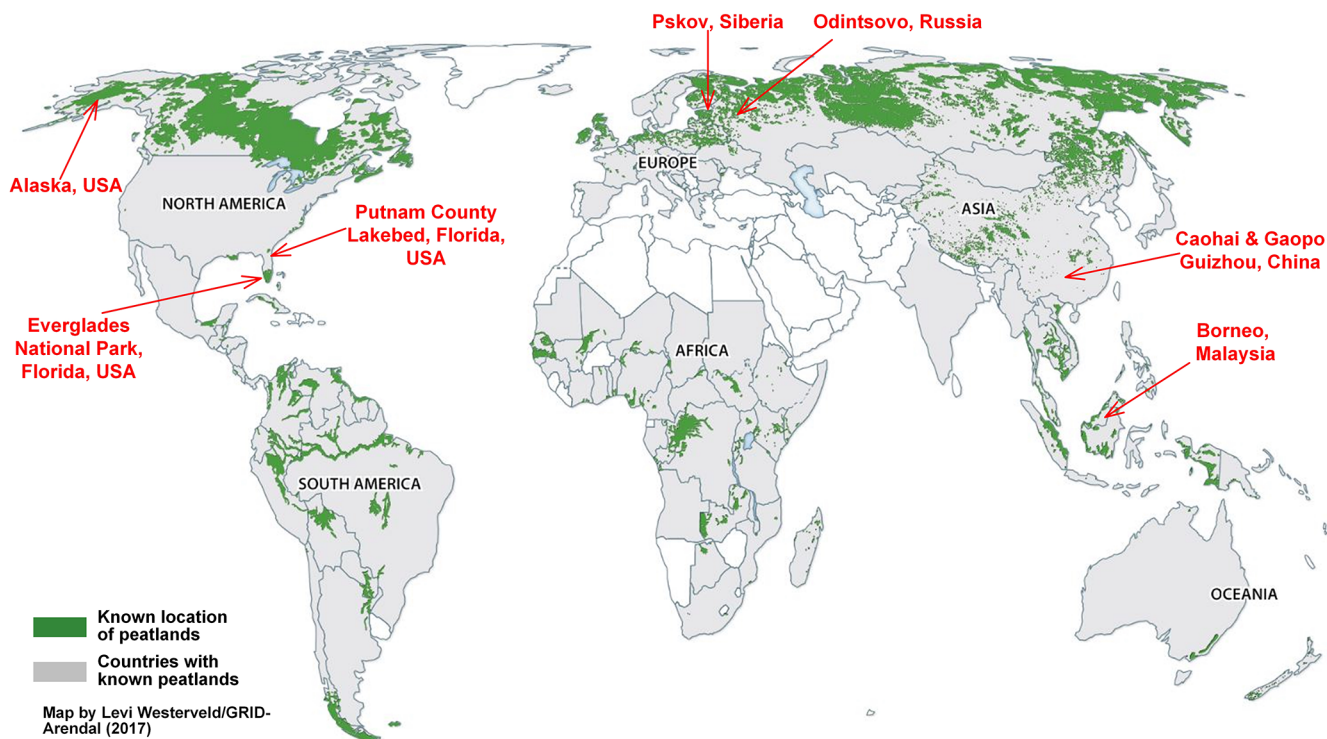 Pskov, Siberia
Odintsovo, Russia
Alaska, USA
NORTH AMERICA
EUROPE
ASIA
Putnam County
Lakebed, Florida,
USA
Caohai & Gaopo
Guizhou, China
Everglades
National Park,
Florida, USA
AFRICA
Borneo,
Malaysia
SOUTH AMERICA
OCEANIA
Known location
of peatlands
Countries with
known peatlands
Map by Levi Westerveld/GRID-
Arendal (2017)